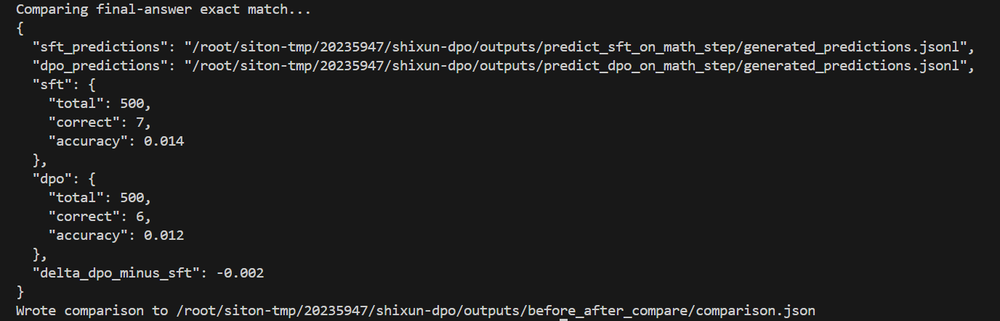 Comparing final-answer exact match...
{
  "sft_predictions": "/root/siton-tmp/20235947/shixun-dpo/outputs/predict_sft_on_math_step/generated_predictions.jsonl",
  "dpo_predictions": "/root/siton-tmp/20235947/shixun-dpo/outputs/predict_dpo_on_math_step/generated_predictions.jsonl",
  "sft": {
    "total": 500,
    "correct": 7,
    "accuracy": 0.014
  },
  "dpo": {
    "total": 500,
    "correct": 6,
    "accuracy": 0.012
  },
  "delta_dpo_minus_sft": -0.002
}
Wrote comparison to /root/siton-tmp/20235947/shixun-dpo/outputs/before_after_compare/comparison.json